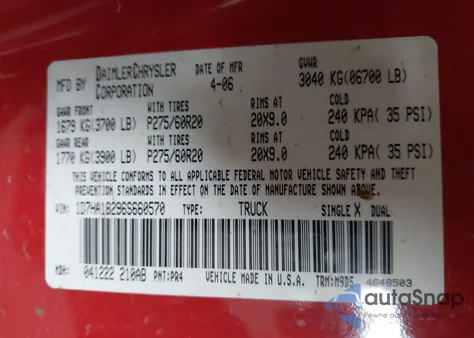 MFD BY DAIMLERCHRYSLER CORPORATION DATE OF MFR 4-06 GVWR 3040 KG(06700 LB)
GAWR FRONT WITH TIRES RIMS AT COLD
1679 KG(3700 LB) P275/60R20 20X9.0 240 KPA( 35 PSI)
GAWR REAR WITH TIRES RIMS AT COLD
1770 KG(3900 LB) P275/60R20 20X9.0 240 KPA( 35 PSI)
THIS VEHICLE CONFORMS TO ALL APPLICABLE FEDERAL MOTOR VEHICLE SAFETY AND
THEFT PREVENTION STANDARDS IN EFFECT ON THE DATE OF MANUFACTURE SHOWN ABOVE.
VIN: 1D7HA18296S660570 TYPE: TRUCK SINGLE X DUAL
MDH: 041222 210AB PNT:PR4 VEHICLE MADE IN U.S.A. TRM:M9D5 4648503
autoSnap
Pewne auto